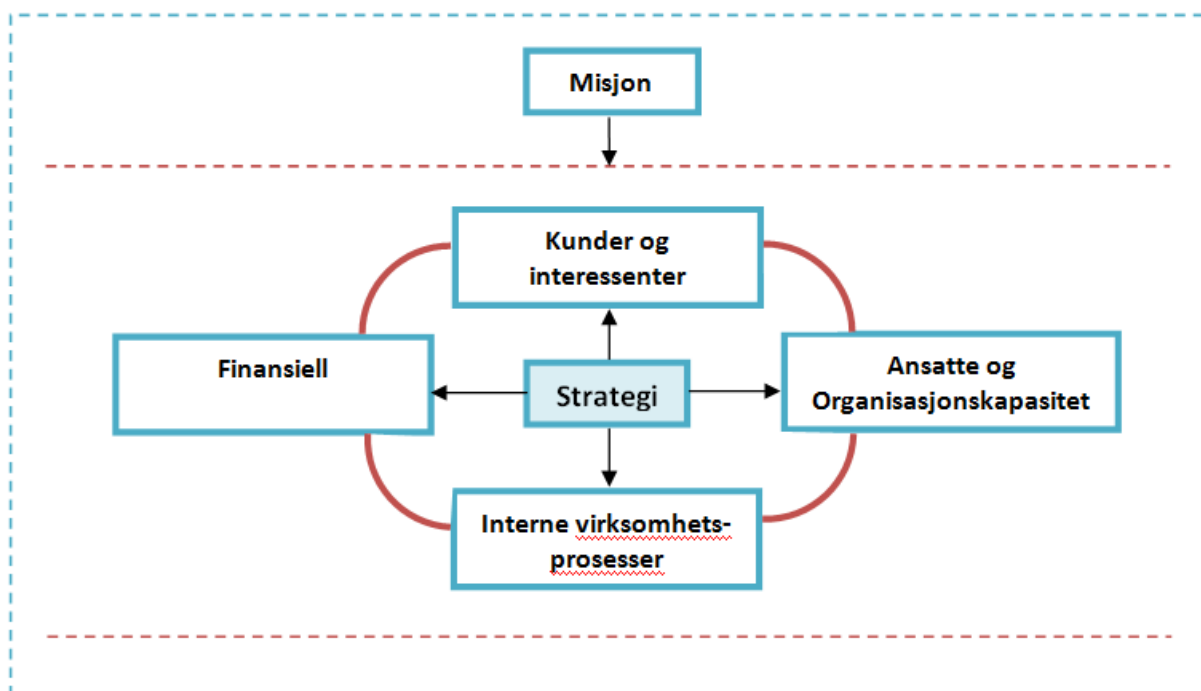 Misjon
Kunder og
interessenter
Finansiell
Strategi
Ansatte og
Organisasjonskapasitet
Interne virksomhets-
prosesser